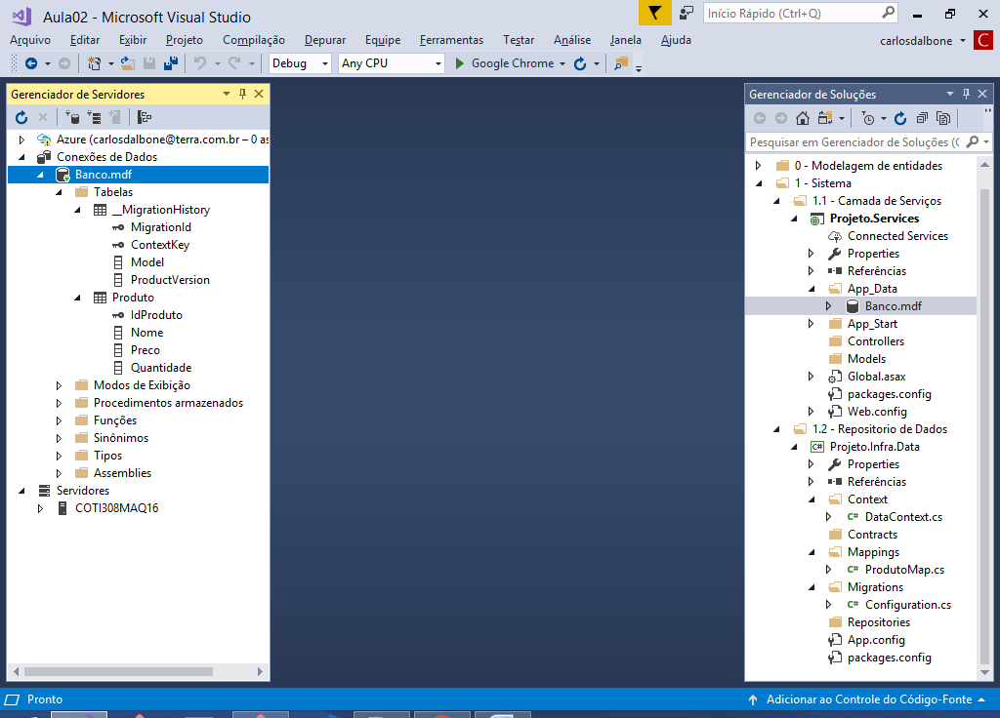 Aula02 - Microsoft Visual Studio
Início Rápido (Ctrl+Q)
Arquivo Editar Exibir Projeto Compilação Depurar Equipe Ferramentas Testar Análise Janela Ajuda
carlosdalbone
C
Debug
Any CPU
Google Chrome
Gerenciador de Servidores
Azure (carlosdalbone@terra.com.br – 0 as
Conexões de Dados
Banco.mdf
Tabelas
__MigrationHistory
MigrationId
ContextKey
Model
ProductVersion
Produto
IdProduto
Nome
Preco
Quantidade
Modos de Exibição
Procedimentos armazenados
Funções
Sinônimos
Tipos
Assemblies
Servidores
COTI308MAQ16
Gerenciador de Soluções
Pesquisar em Gerenciador de Soluções (C
0 - Modelagem de entidades
1 - Sistema
1.1 - Camada de Serviços
Projeto.Services
Connected Services
Properties
Referências
App_Data
Banco.mdf
App_Start
Controllers
Models
Global.asax
packages.config
Web.config
1.2 - Repositorio de Dados
C# Projeto.Infra.Data
Properties
Referências
Context
C# DataContext.cs
Contracts
Mappings
C# ProdutoMap.cs
Migrations
C# Configuration.cs
Repositories
App.config
packages.config
Pronto
Adicionar ao Controle do Código-Fonte